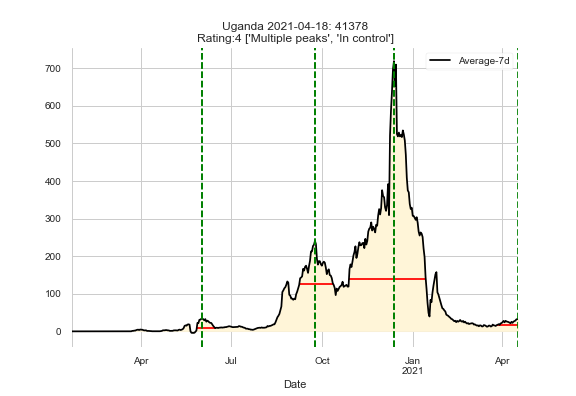 Uganda 2021-04-18: 41378
Rating:4 ['Multiple peaks', 'In control']
Average-7d
700
600
500
400
300
200
100
0
Apr
Jul
Oct
Jan
2021
Apr
Date